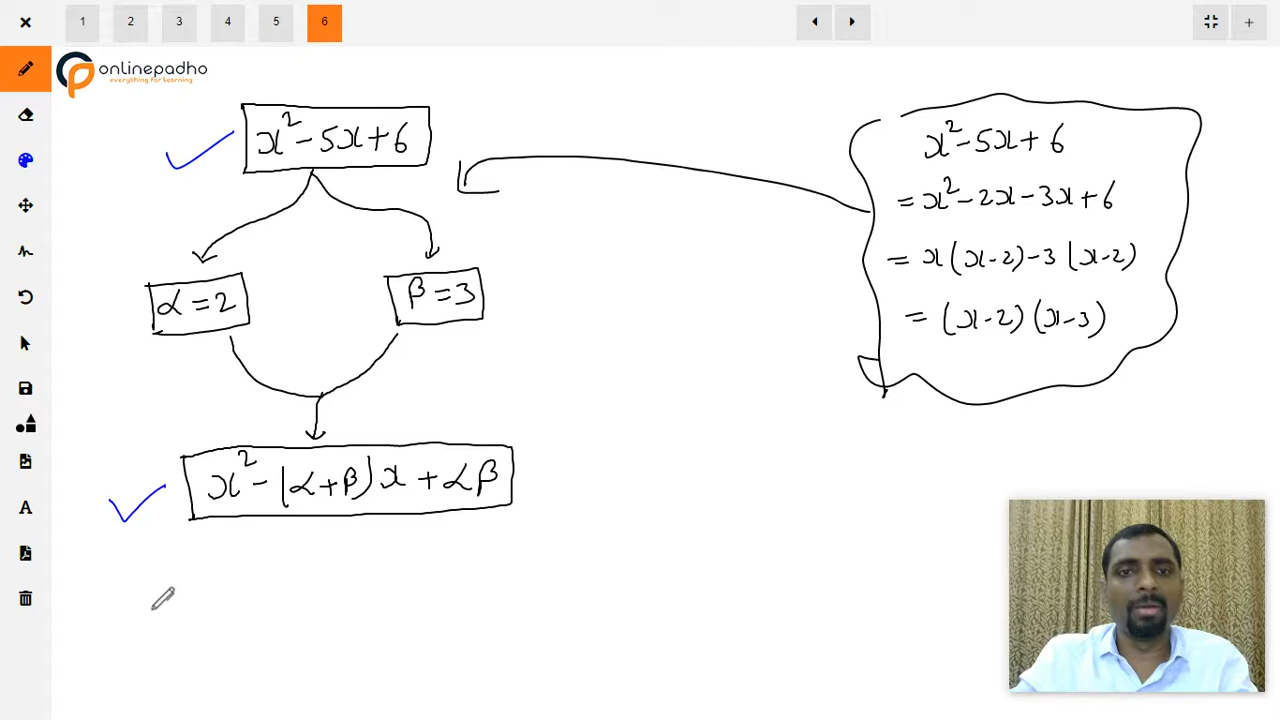 1 2 3 4 5 6
onlinepadho
everything for learning
x² - 5x + 6
α = 2
β = 3
x² - (α + β)x + αβ
x² - 5x + 6
= x² - 2x - 3x + 6
= x(x - 2) - 3(x - 2)
= (x - 2)(x - 3)
A